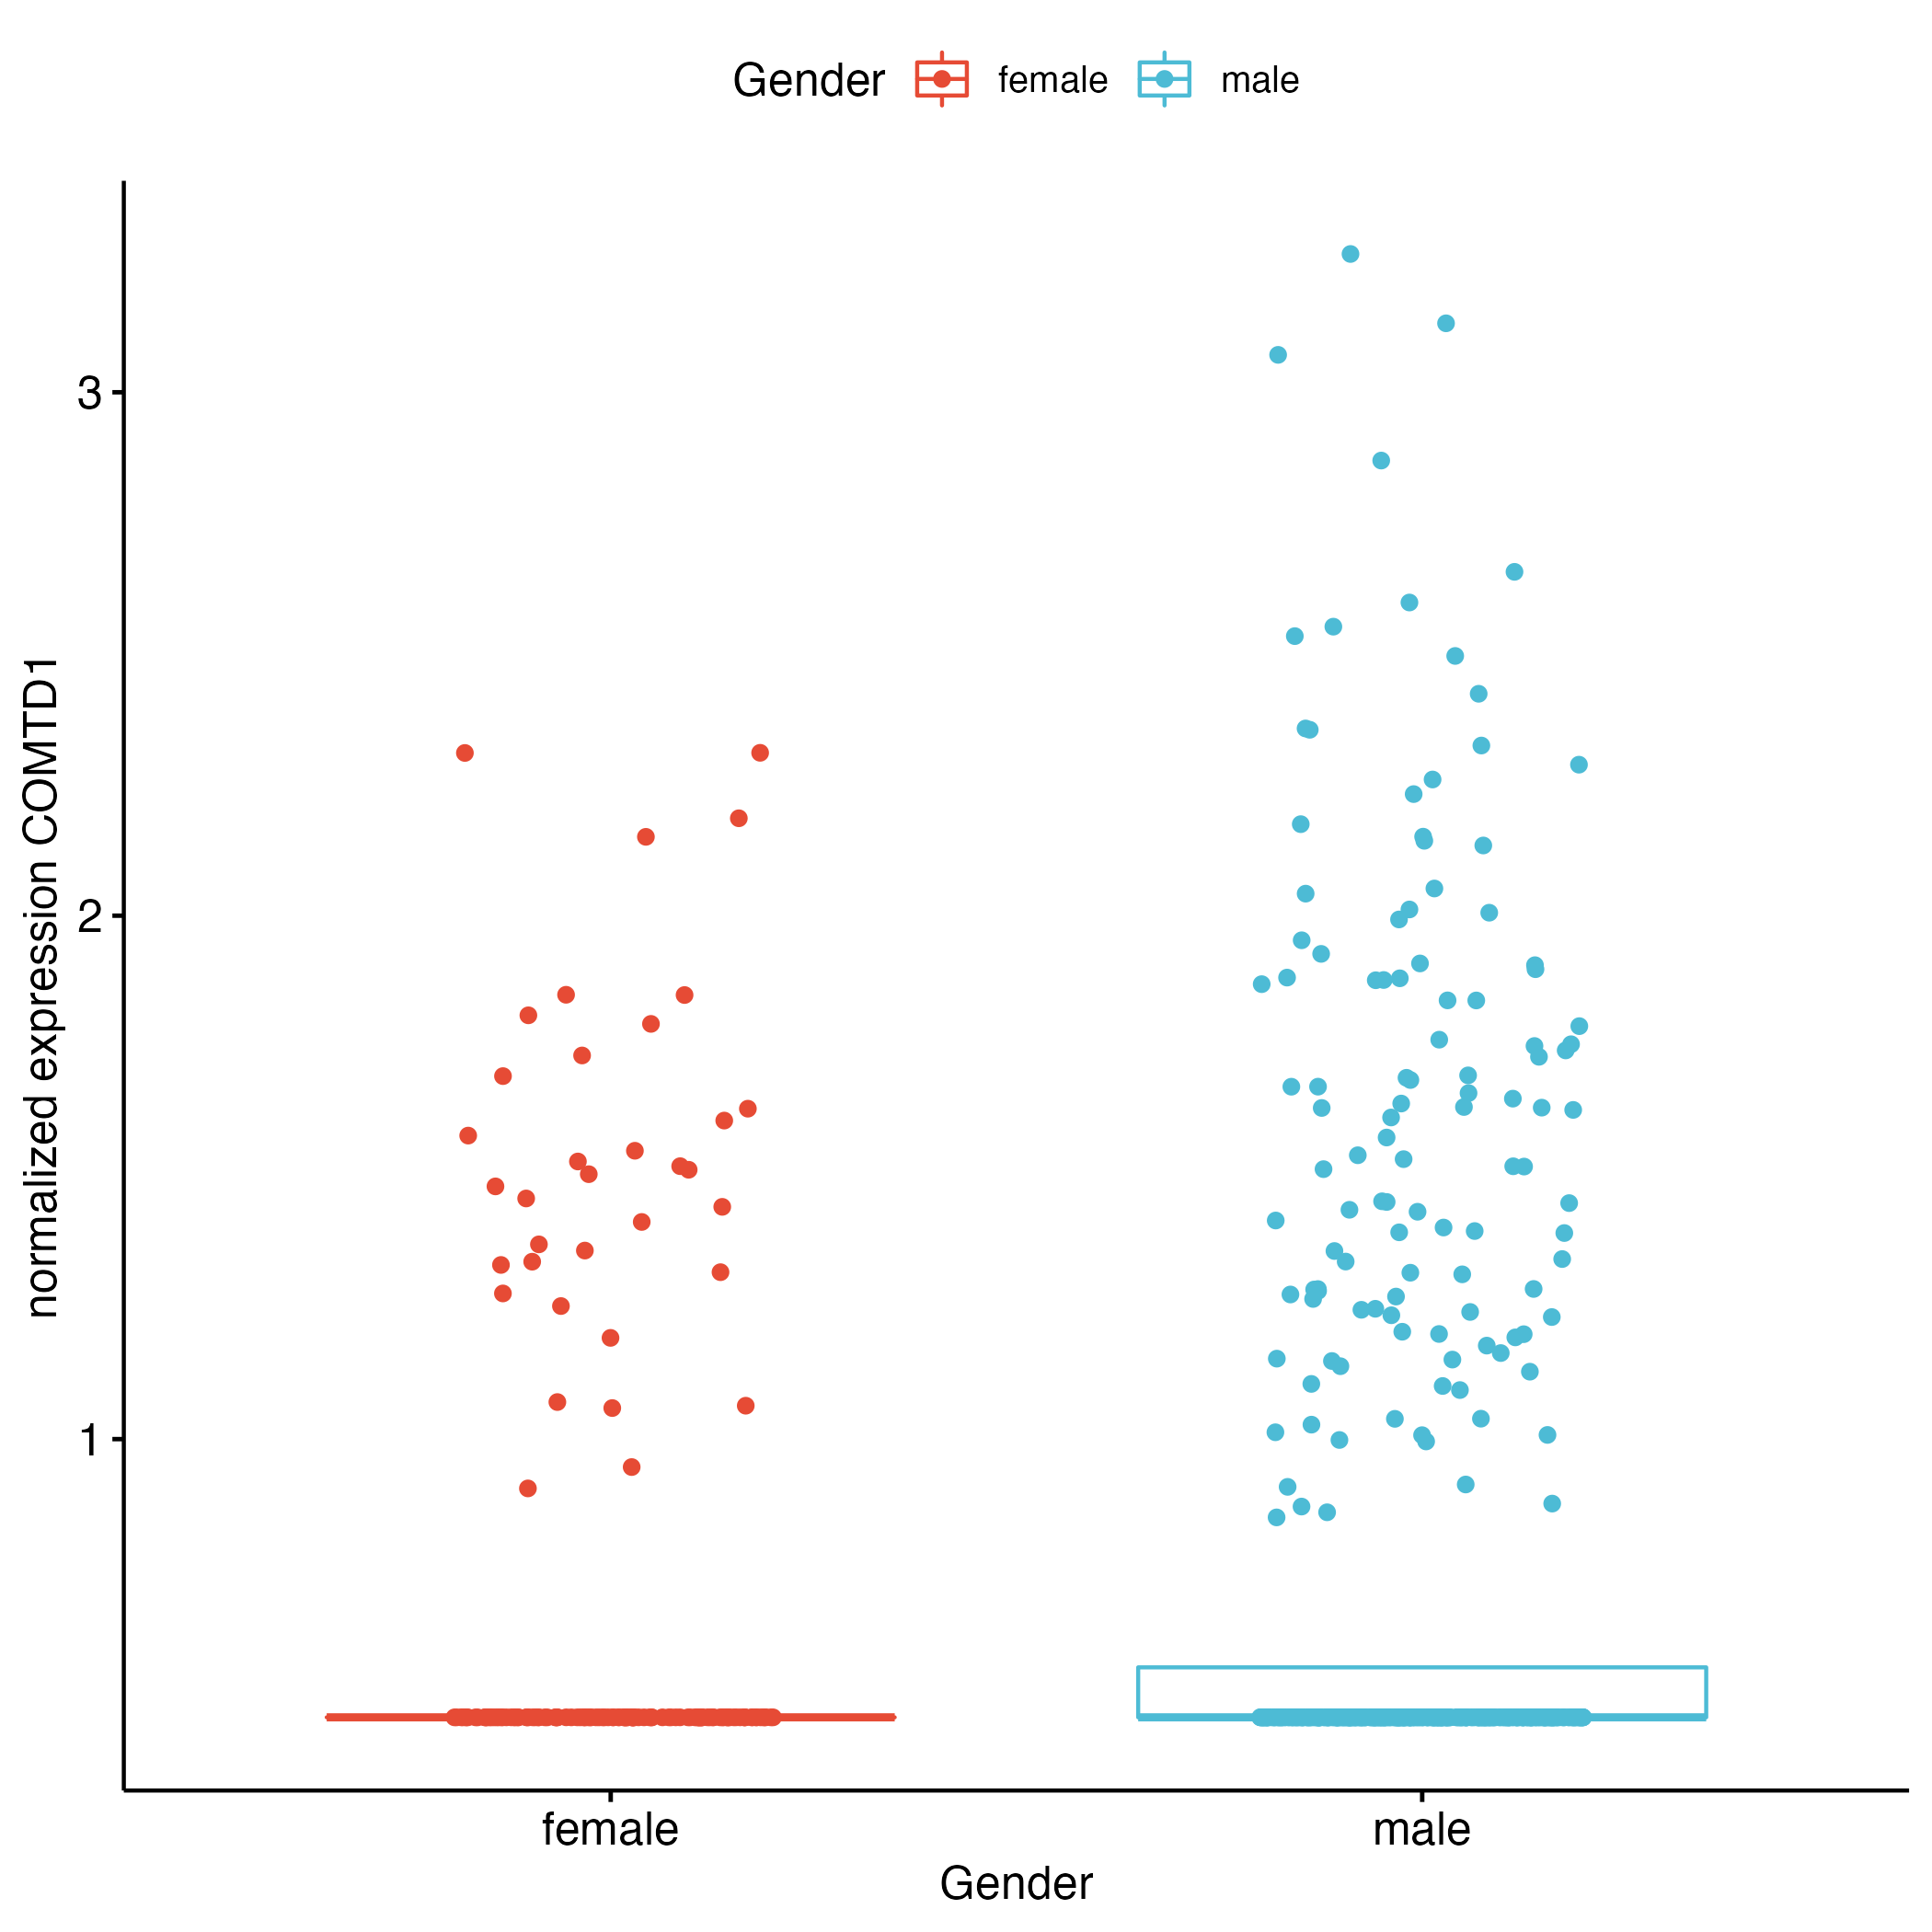 Gender female male
normalized expression COMTD1
3
2
1
female male
Gender